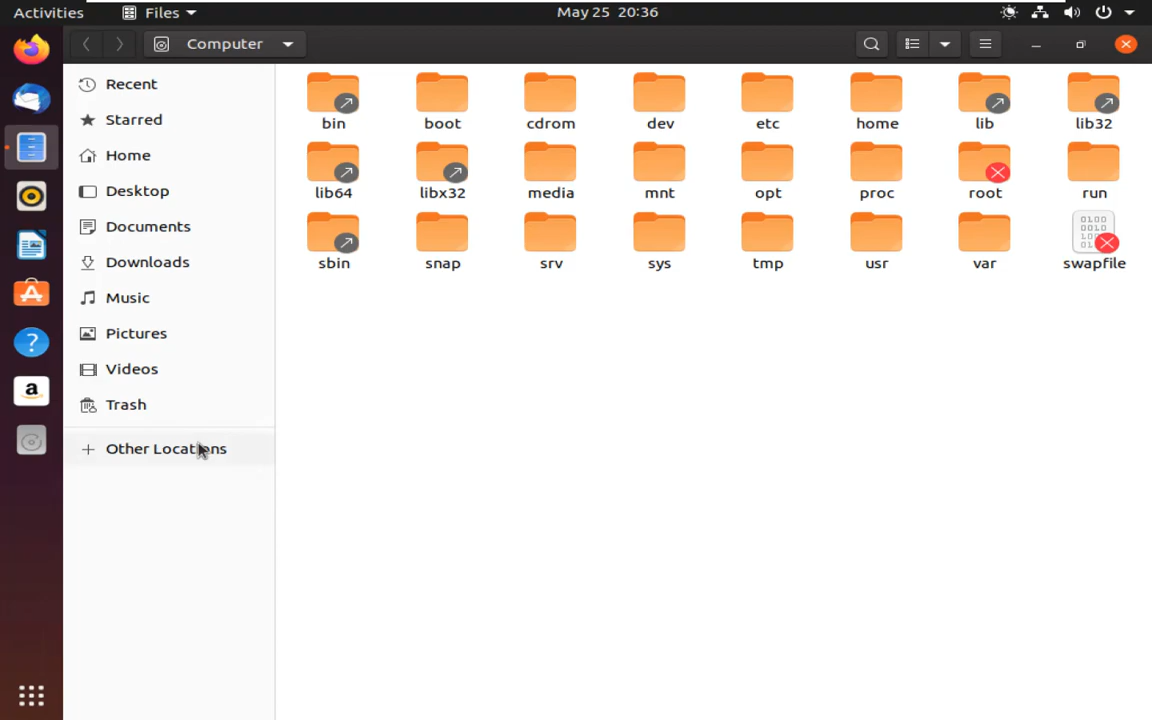 Activities Files May 25 20:36
Computer
Recent
Starred
Home
Desktop
Documents
Downloads
Music
Pictures
Videos
Trash
Other Locations
bin boot cdrom dev etc home lib lib32
lib64 libx32 media mnt opt proc root run
sbin snap srv sys tmp usr var swapfile